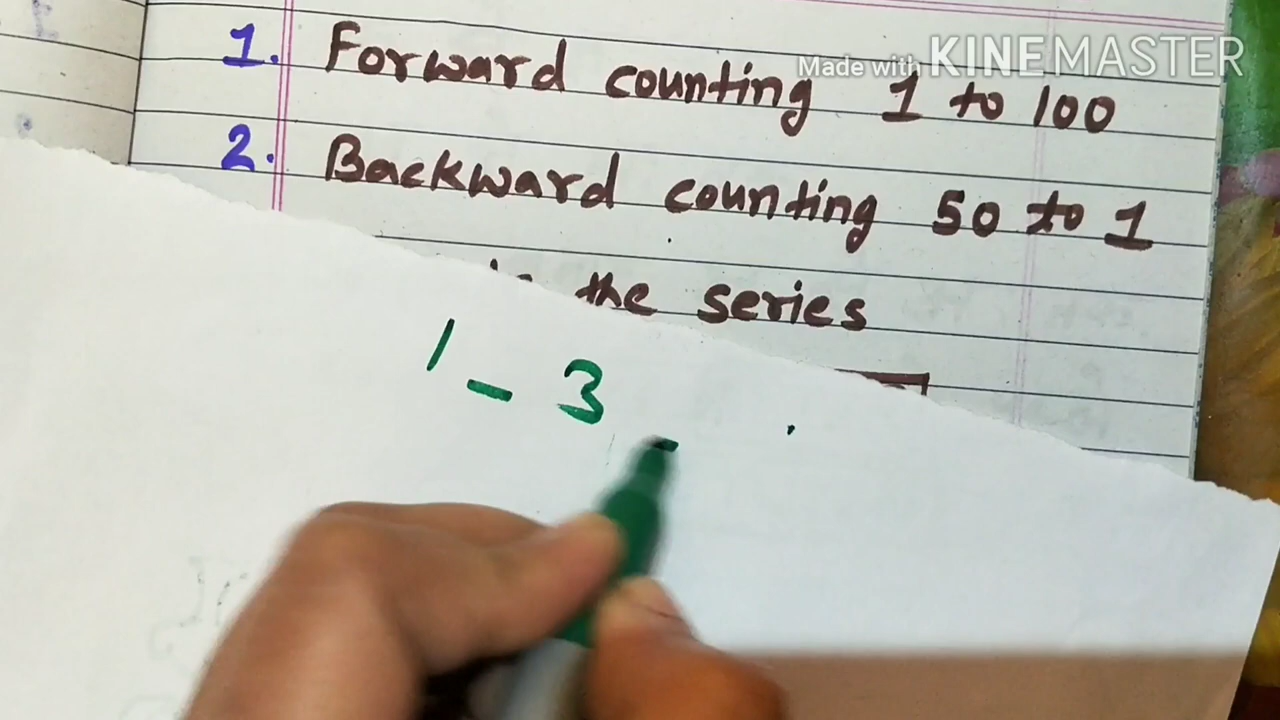 1. Forward counting 1 to 100
Made with KINEMASTER
2. Backward counting 50 to 1
the series
1 _ 3 _